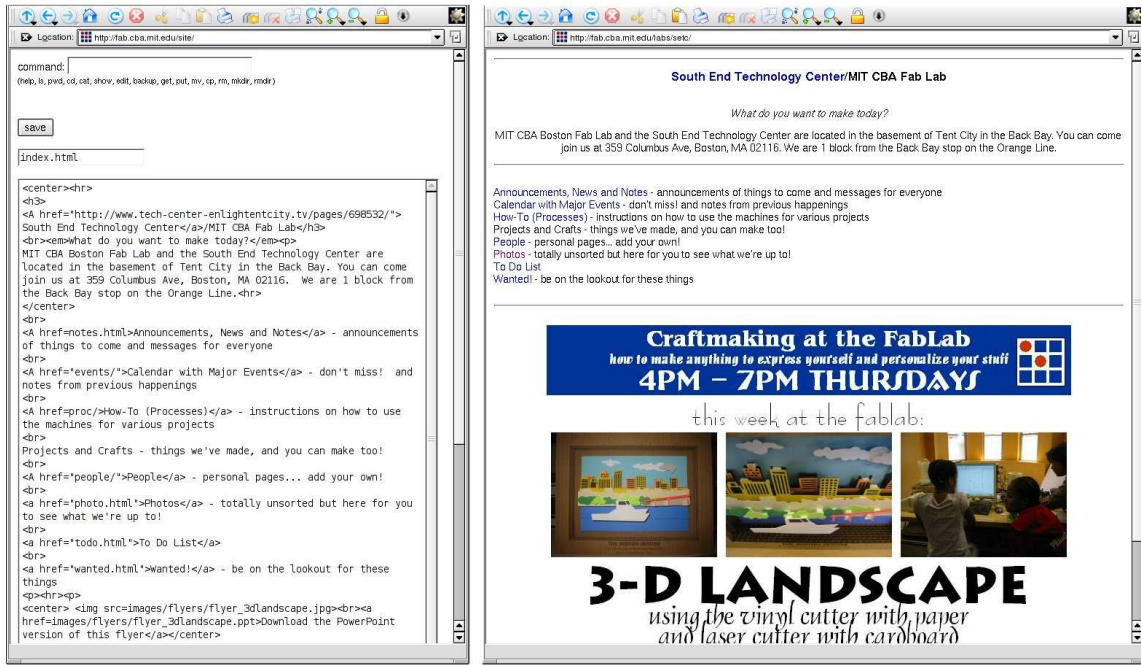 Location: http://fab.cba.mit.edu/site/
command:
(help, ls, pwd, cd, cat, show, edit, backup, get, put, mv, cp, rm, mkdir, rmdir)
save
index.html
<center><hr>
<h3>
<A href="http://www.tech-center-enlightentcity.tv/pages/698532/">
South End Technology Center</a>/MIT CBA Fab Lab</h3>
<br><em>What do you want to make today?</em><p>
MIT CBA Boston Fab Lab and the South End Technology Center are
located in the basement of Tent City in the Back Bay. You can come
join us at 359 Columbus Ave, Boston, MA 02116.  We are 1 block from
the Back Bay stop on the Orange Line.<hr>
</center>
<br>
<A href=notes.html>Announcements, News and Notes</a> - announcements
of things to come and messages for everyone
<br>
<A href="events/">Calendar with Major Events</a> - don't miss!  and
notes from previous happenings
<br>
<A href=proc/>How-To (Processes)</a> - instructions on how to use
the machines for various projects
<br>
Projects and Crafts - things we've made, and you can make too!
<br>
<A href="people/">People</a> - personal pages... add your own!
<br>
<a href="photo.html">Photos</a> - totally unsorted but here for you
to see what we're up to!
<br>
<a href="todo.html">To Do List</a>
<br>
<a href="wanted.html">Wanted!</a> - be on the lookout for these
things
<p><hr><p>
<center> <img src=images/flyers/flyer_3dlandscape.jpg><br><a
href=images/flyers/flyer_3dlandscape.ppt>Download the PowerPoint
version of this flyer</a></center>
Location: http://fab.cba.mit.edu/labs/setc/
South End Technology Center/MIT CBA Fab Lab
What do you want to make today?
MIT CBA Boston Fab Lab and the South End Technology Center are located in the basement of Tent City in the Back Bay. You can come
join us at 359 Columbus Ave, Boston, MA 02116. We are 1 block from the Back Bay stop on the Orange Line.
Announcements, News and Notes - announcements of things to come and messages for everyone
Calendar with Major Events - don't miss! and notes from previous happenings
How-To (Processes) - instructions on how to use the machines for various projects
Projects and Crafts - things we've made, and you can make too!
People - personal pages... add your own!
Photos - totally unsorted but here for you to see what we're up to!
To Do List
Wanted! - be on the lookout for these things
Craftmaking at the FabLab
how to make anything to express yourself and personalize your stuff
4PM – 7PM THURSDAYS
this week at the fablab:
3-D LANDSCAPE
using the vinyl cutter with paper
and laser cutter with cardboard